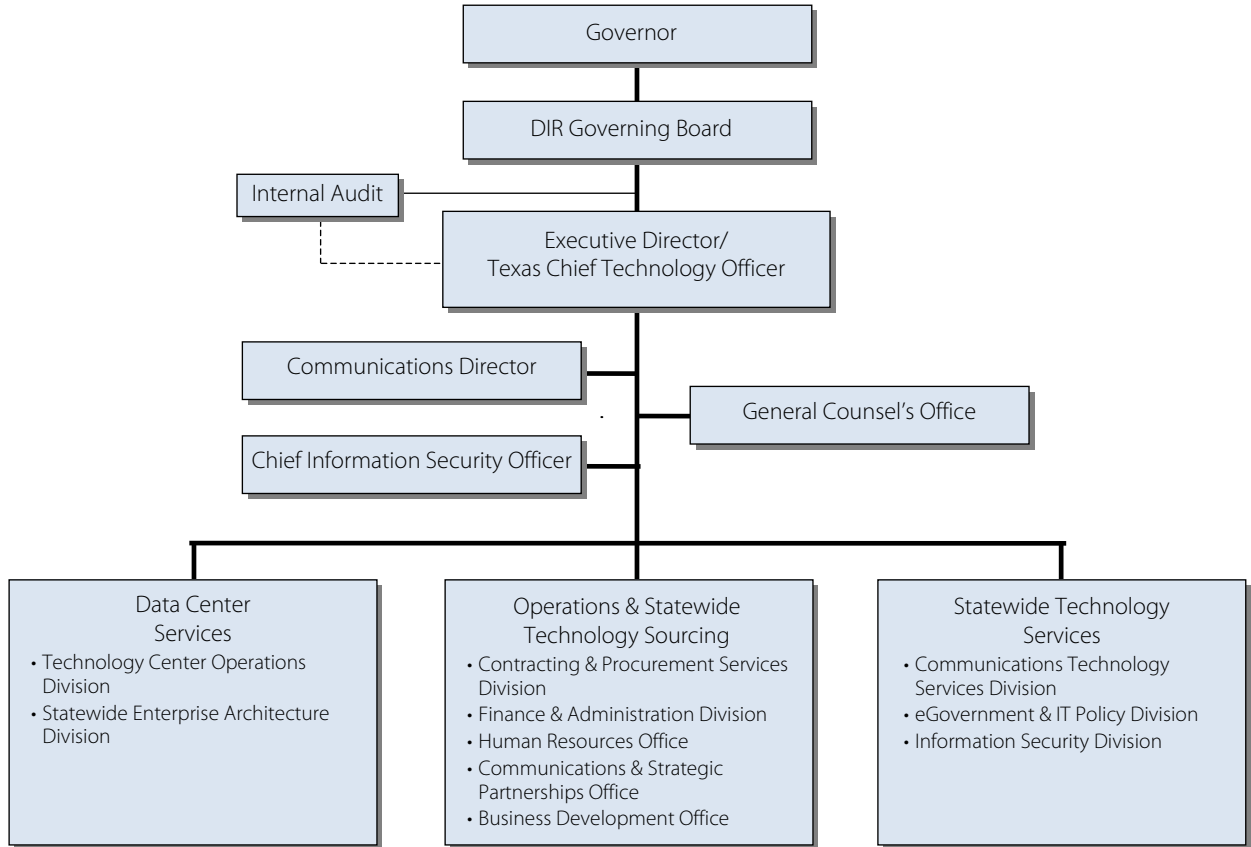 Governor
DIR Governing Board
Internal Audit
Executive Director/
Texas Chief Technology Officer
Communications Director
General Counsel's Office
Chief Information Security Officer
Data Center
Services
• Technology Center Operations
Division
• Statewide Enterprise Architecture
Division
Operations & Statewide
Technology Sourcing
• Contracting & Procurement Services
Division
• Finance & Administration Division
• Human Resources Office
• Communications & Strategic
Partnerships Office
• Business Development Office
Statewide Technology
Services
• Communications Technology
Services Division
• eGovernment & IT Policy Division
• Information Security Division